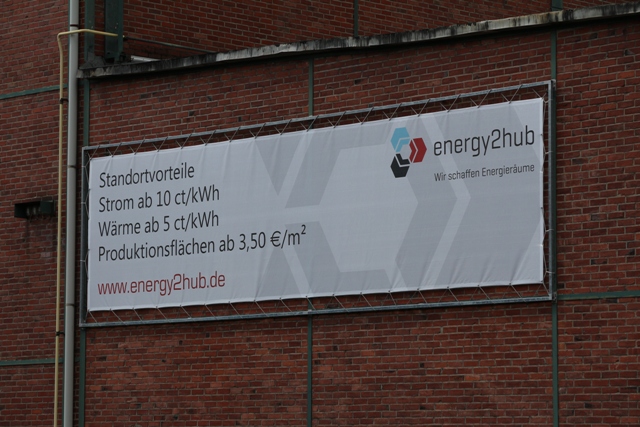 Standortvorteile
Strom ab 10 ct/kWh
Wärme ab 5 ct/kWh
Produktionsflächen ab 3,50 €/m²
www.energy2hub.de
energy2hub
Wir schaffen Energieräume